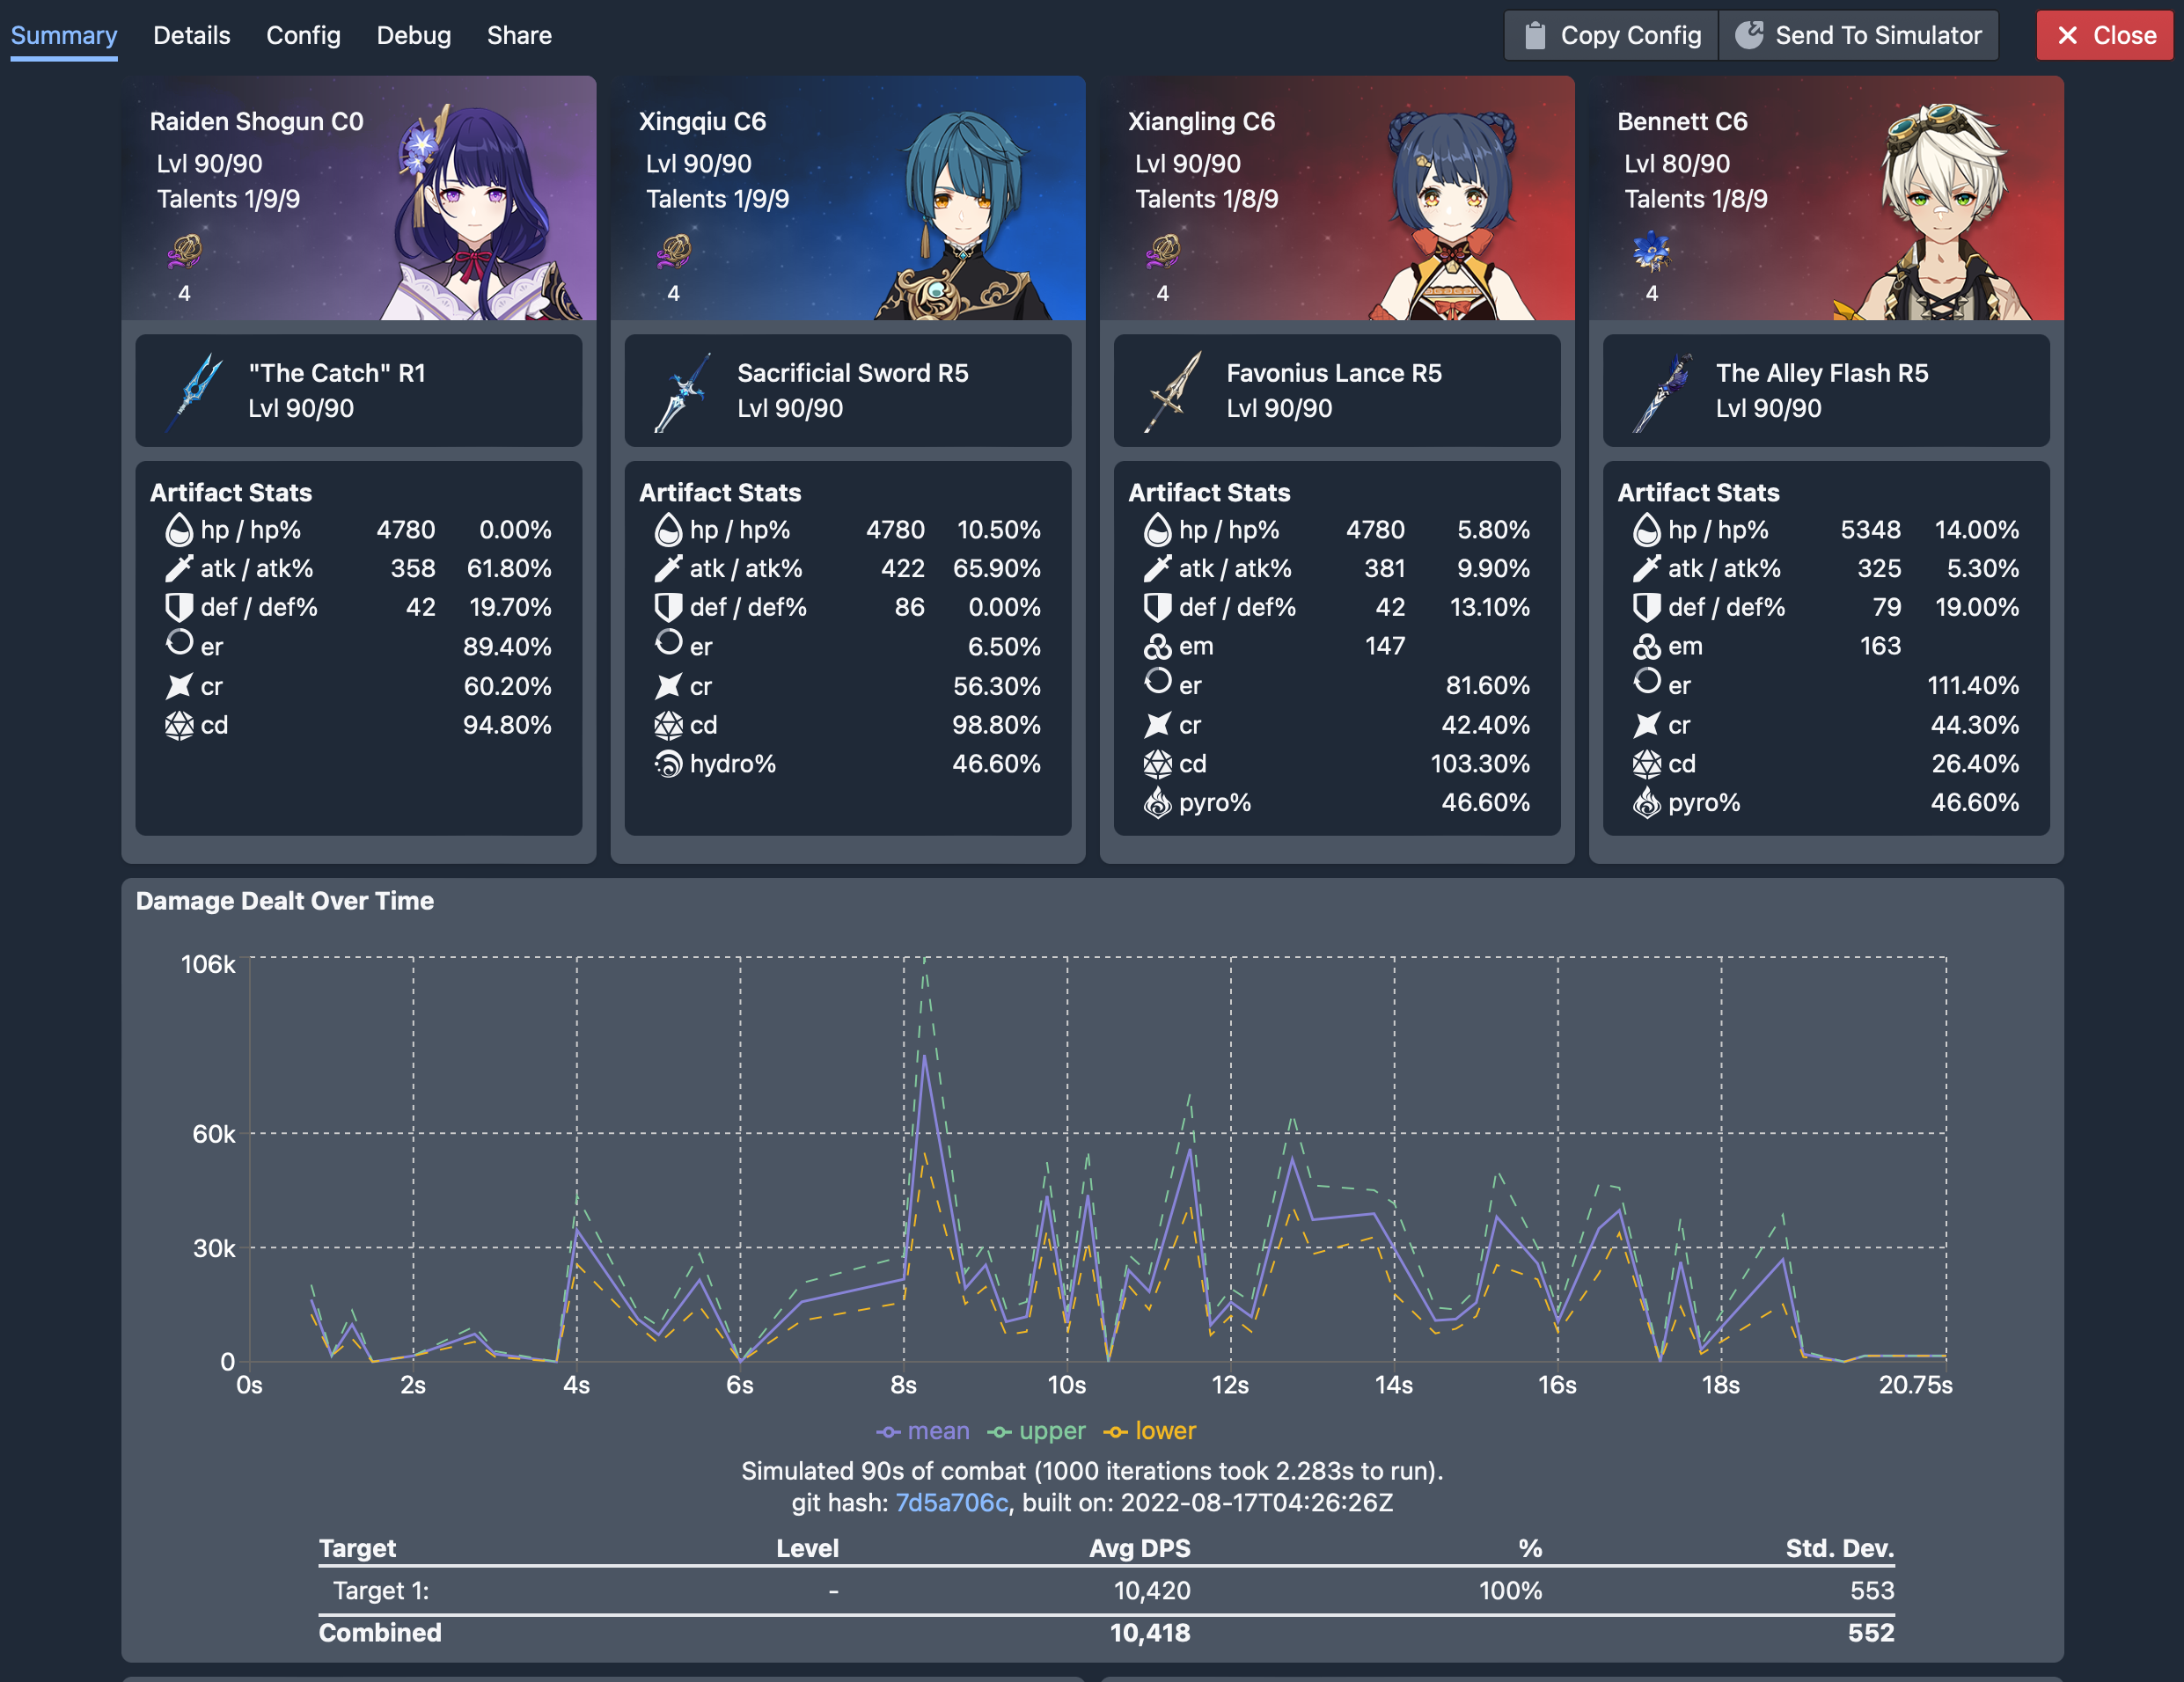 Summary Details Config Debug Share Copy Config Send To Simulator Close
Raiden Shogun C0
Lvl 90/90
Talents 1/9/9
4
"The Catch" R1
Lvl 90/90
Artifact Stats
hp / hp% 4780 0.00%
atk / atk% 358 61.80%
def / def% 42 19.70%
er 89.40%
cr 60.20%
cd 94.80%
Xingqiu C6
Lvl 90/90
Talents 1/9/9
4
Sacrificial Sword R5
Lvl 90/90
Artifact Stats
hp / hp% 4780 10.50%
atk / atk% 422 65.90%
def / def% 86 0.00%
er 6.50%
cr 56.30%
cd 98.80%
hydro% 46.60%
Xiangling C6
Lvl 90/90
Talents 1/8/9
4
Favonius Lance R5
Lvl 90/90
Artifact Stats
hp / hp% 4780 5.80%
atk / atk% 381 9.90%
def / def% 42 13.10%
em 147
er 81.60%
cr 42.40%
cd 103.30%
pyro% 46.60%
Bennett C6
Lvl 80/90
Talents 1/8/9
4
The Alley Flash R5
Lvl 90/90
Artifact Stats
hp / hp% 5348 14.00%
atk / atk% 325 5.30%
def / def% 79 19.00%
em 163
er 111.40%
cr 44.30%
cd 26.40%
pyro% 46.60%
Damage Dealt Over Time
106k
60k
30k
0
0s 2s 4s 6s 8s 10s 12s 14s 16s 18s 20.75s
mean upper lower
Simulated 90s of combat (1000 iterations took 2.283s to run).
git hash: 7d5a706c, built on: 2022-08-17T04:26:26Z
Target Level Avg DPS % Std. Dev.
Target 1: - 10,420 100% 553
Combined 10,418 552